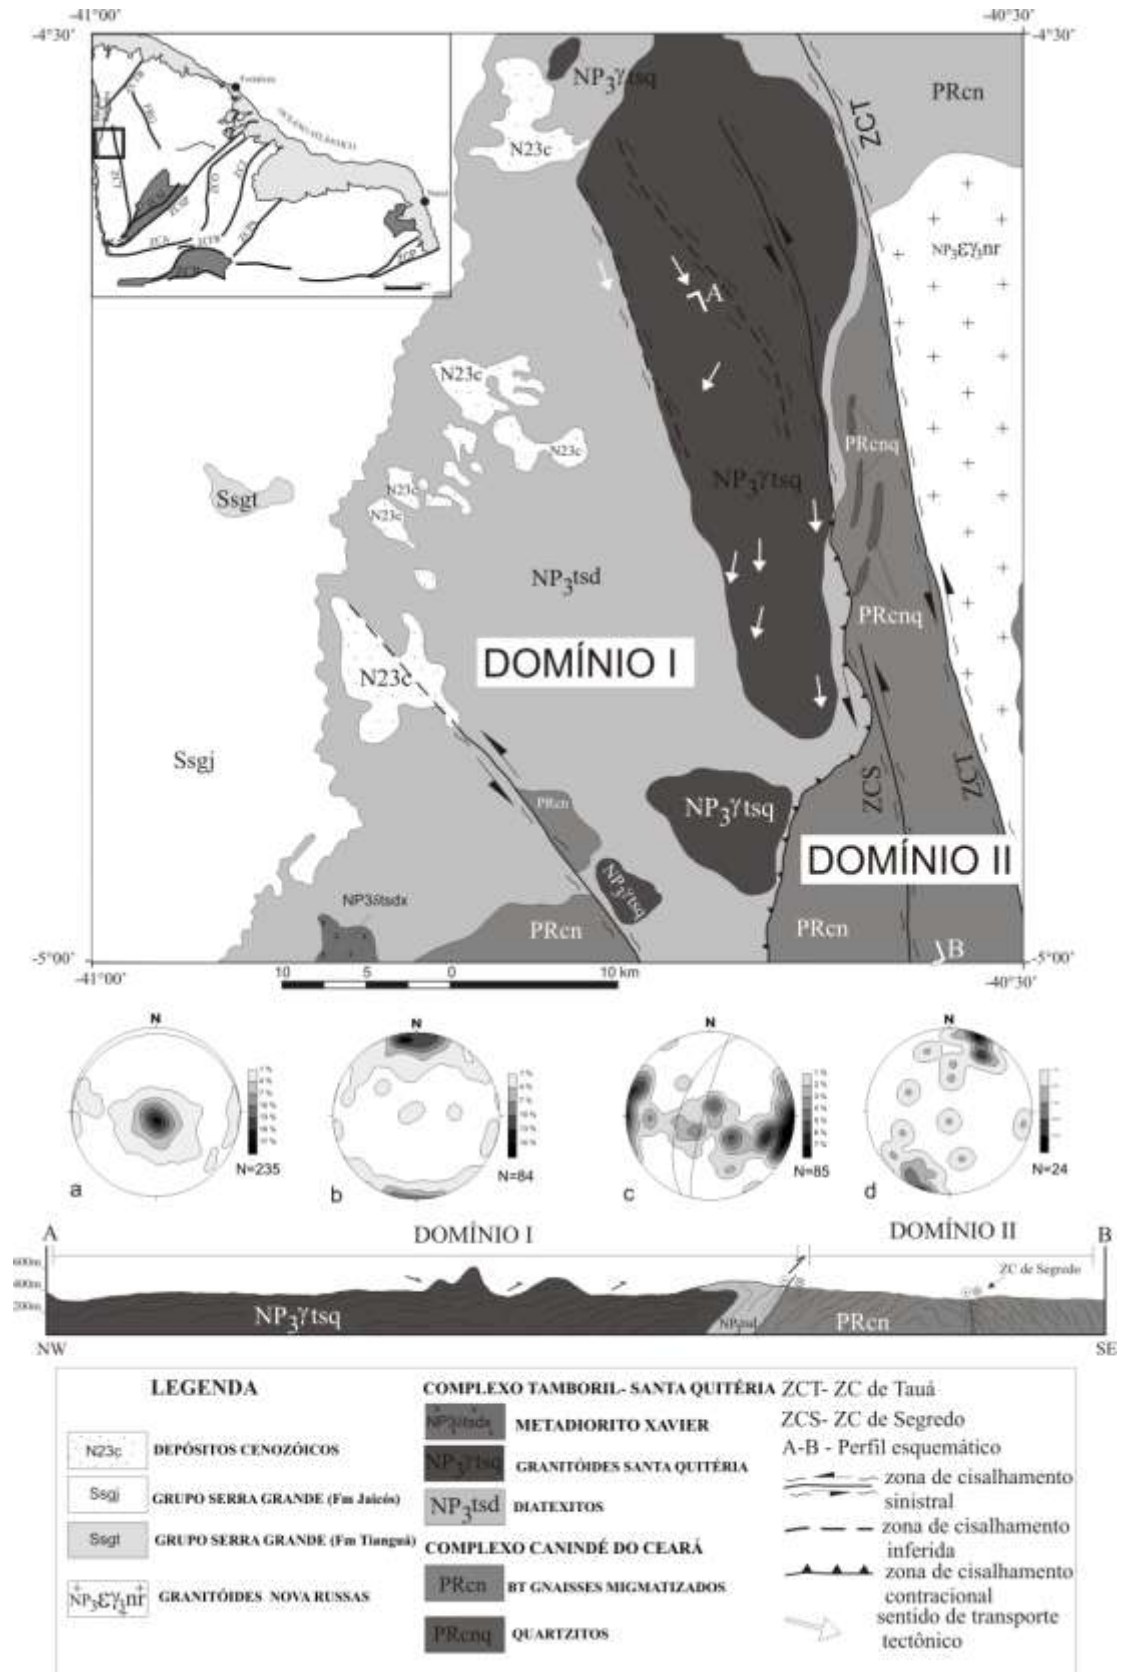 -41°00'
-40°30'
-4°30'
-4°30'
NP3γtsq
PRcn
ZCT
N23c
NP3εγ3nr
A
N23c
N23c
PRcnq
NP3γtsq
Ssgt
N23c
N23c
NP3tsd
PRcnq
DOMÍNIO I
N23c
Ssgj
ZCS
ZCT
PRcn
NP3γtsq
DOMÍNIO II
NP3δtsdx
NP3γtsq
PRcn
PRcn
B
-5°00'
-5°00'
-41°00'
10 5 0 10 km
-40°30'
N N N
N=235 N=84 N=85 N=24
a b c d
A DOMÍNIO I DOMÍNIO II B
600m
400m
200m
ZC de Segredo
NP3γtsq
PRcn
NW SE
LEGENDA
N23c DEPÓSITOS CENOZÓICOS
Ssgj GRUPO SERRA GRANDE (Fm Jaicós)
Ssgt GRUPO SERRA GRANDE (Fm Tianguá)
NP3εγ3nr GRANITÓIDES NOVA RUSSAS
COMPLEXO TAMBORIL- SANTA QUITÉRIA
NP3δtsdx METADIORITO XAVIER
NP3γtsq GRANITÓIDES SANTA QUITÉRIA
NP3tsd DIATEXITOS
COMPLEXO CANINDÉ DO CEARÁ
PRcn BT GNAISSES MIGMATIZADOS
PRcnq QUARTZITOS
ZCT- ZC de Tauá
ZCS- ZC de Segredo
A-B - Perfil esquemático
zona de cisalhamento
sinistral
zona de cisalhamento
inferida
zona de cisalhamento
contracional
sentido de transporte
tectônico